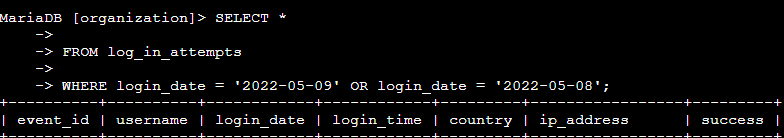 MariaDB [organization]> SELECT *
    ->
    -> FROM log_in_attempts
    ->
    -> WHERE login_date = '2022-05-09' OR login_date = '2022-05-08';
+----------+----------+------------+------------+---------+-----------------+---------+
| event_id | username | login_date | login_time | country | ip_address      | success |
+----------+----------+------------+------------+---------+-----------------+---------+